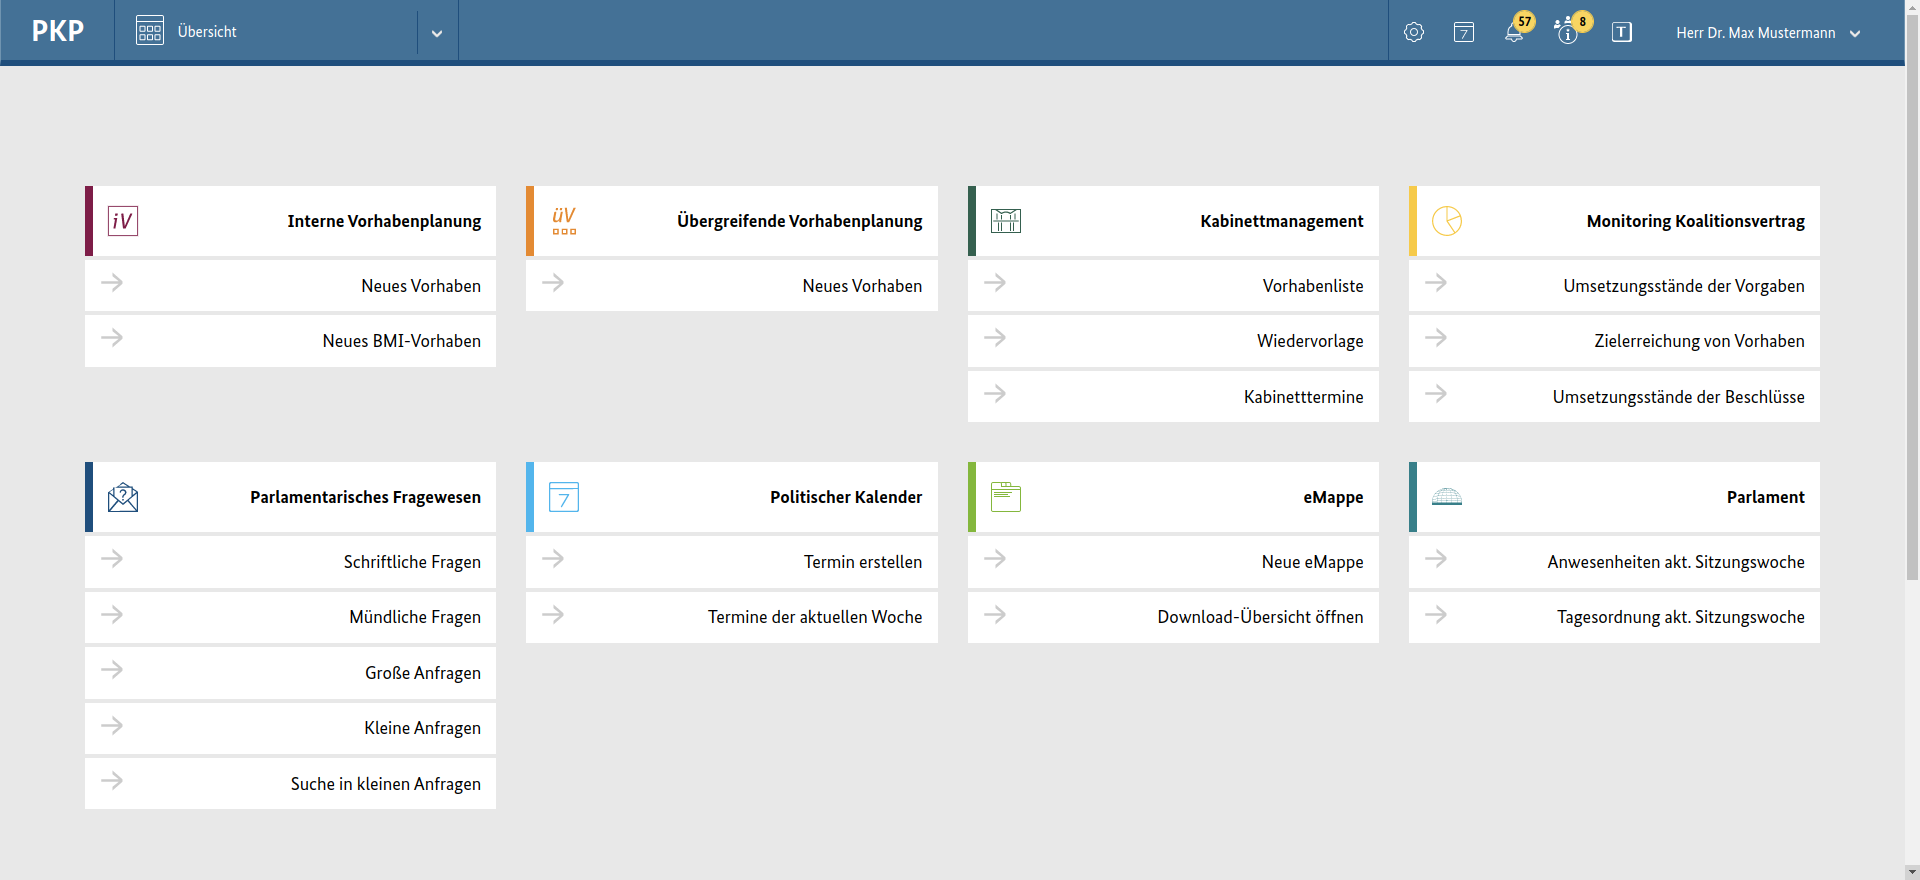 PKP
Übersicht
7
57
8
i
T
Herr Dr. Max Mustermann
iV
Interne Vorhabenplanung
Neues Vorhaben
Neues BMI-Vorhaben
üV
Übergreifende Vorhabenplanung
Neues Vorhaben
Kabinettmanagement
Vorhabenliste
Wiedervorlage
Kabinetttermine
Monitoring Koalitionsvertrag
Umsetzungsstände der Vorgaben
Zielerreichung von Vorhaben
Umsetzungsstände der Beschlüsse
?
Parlamentarisches Fragewesen
Schriftliche Fragen
Mündliche Fragen
Große Anfragen
Kleine Anfragen
Suche in kleinen Anfragen
7
Politischer Kalender
Termin erstellen
Termine der aktuellen Woche
eMappe
Neue eMappe
Download-Übersicht öffnen
Parlament
Anwesenheiten akt. Sitzungswoche
Tagesordnung akt. Sitzungswoche